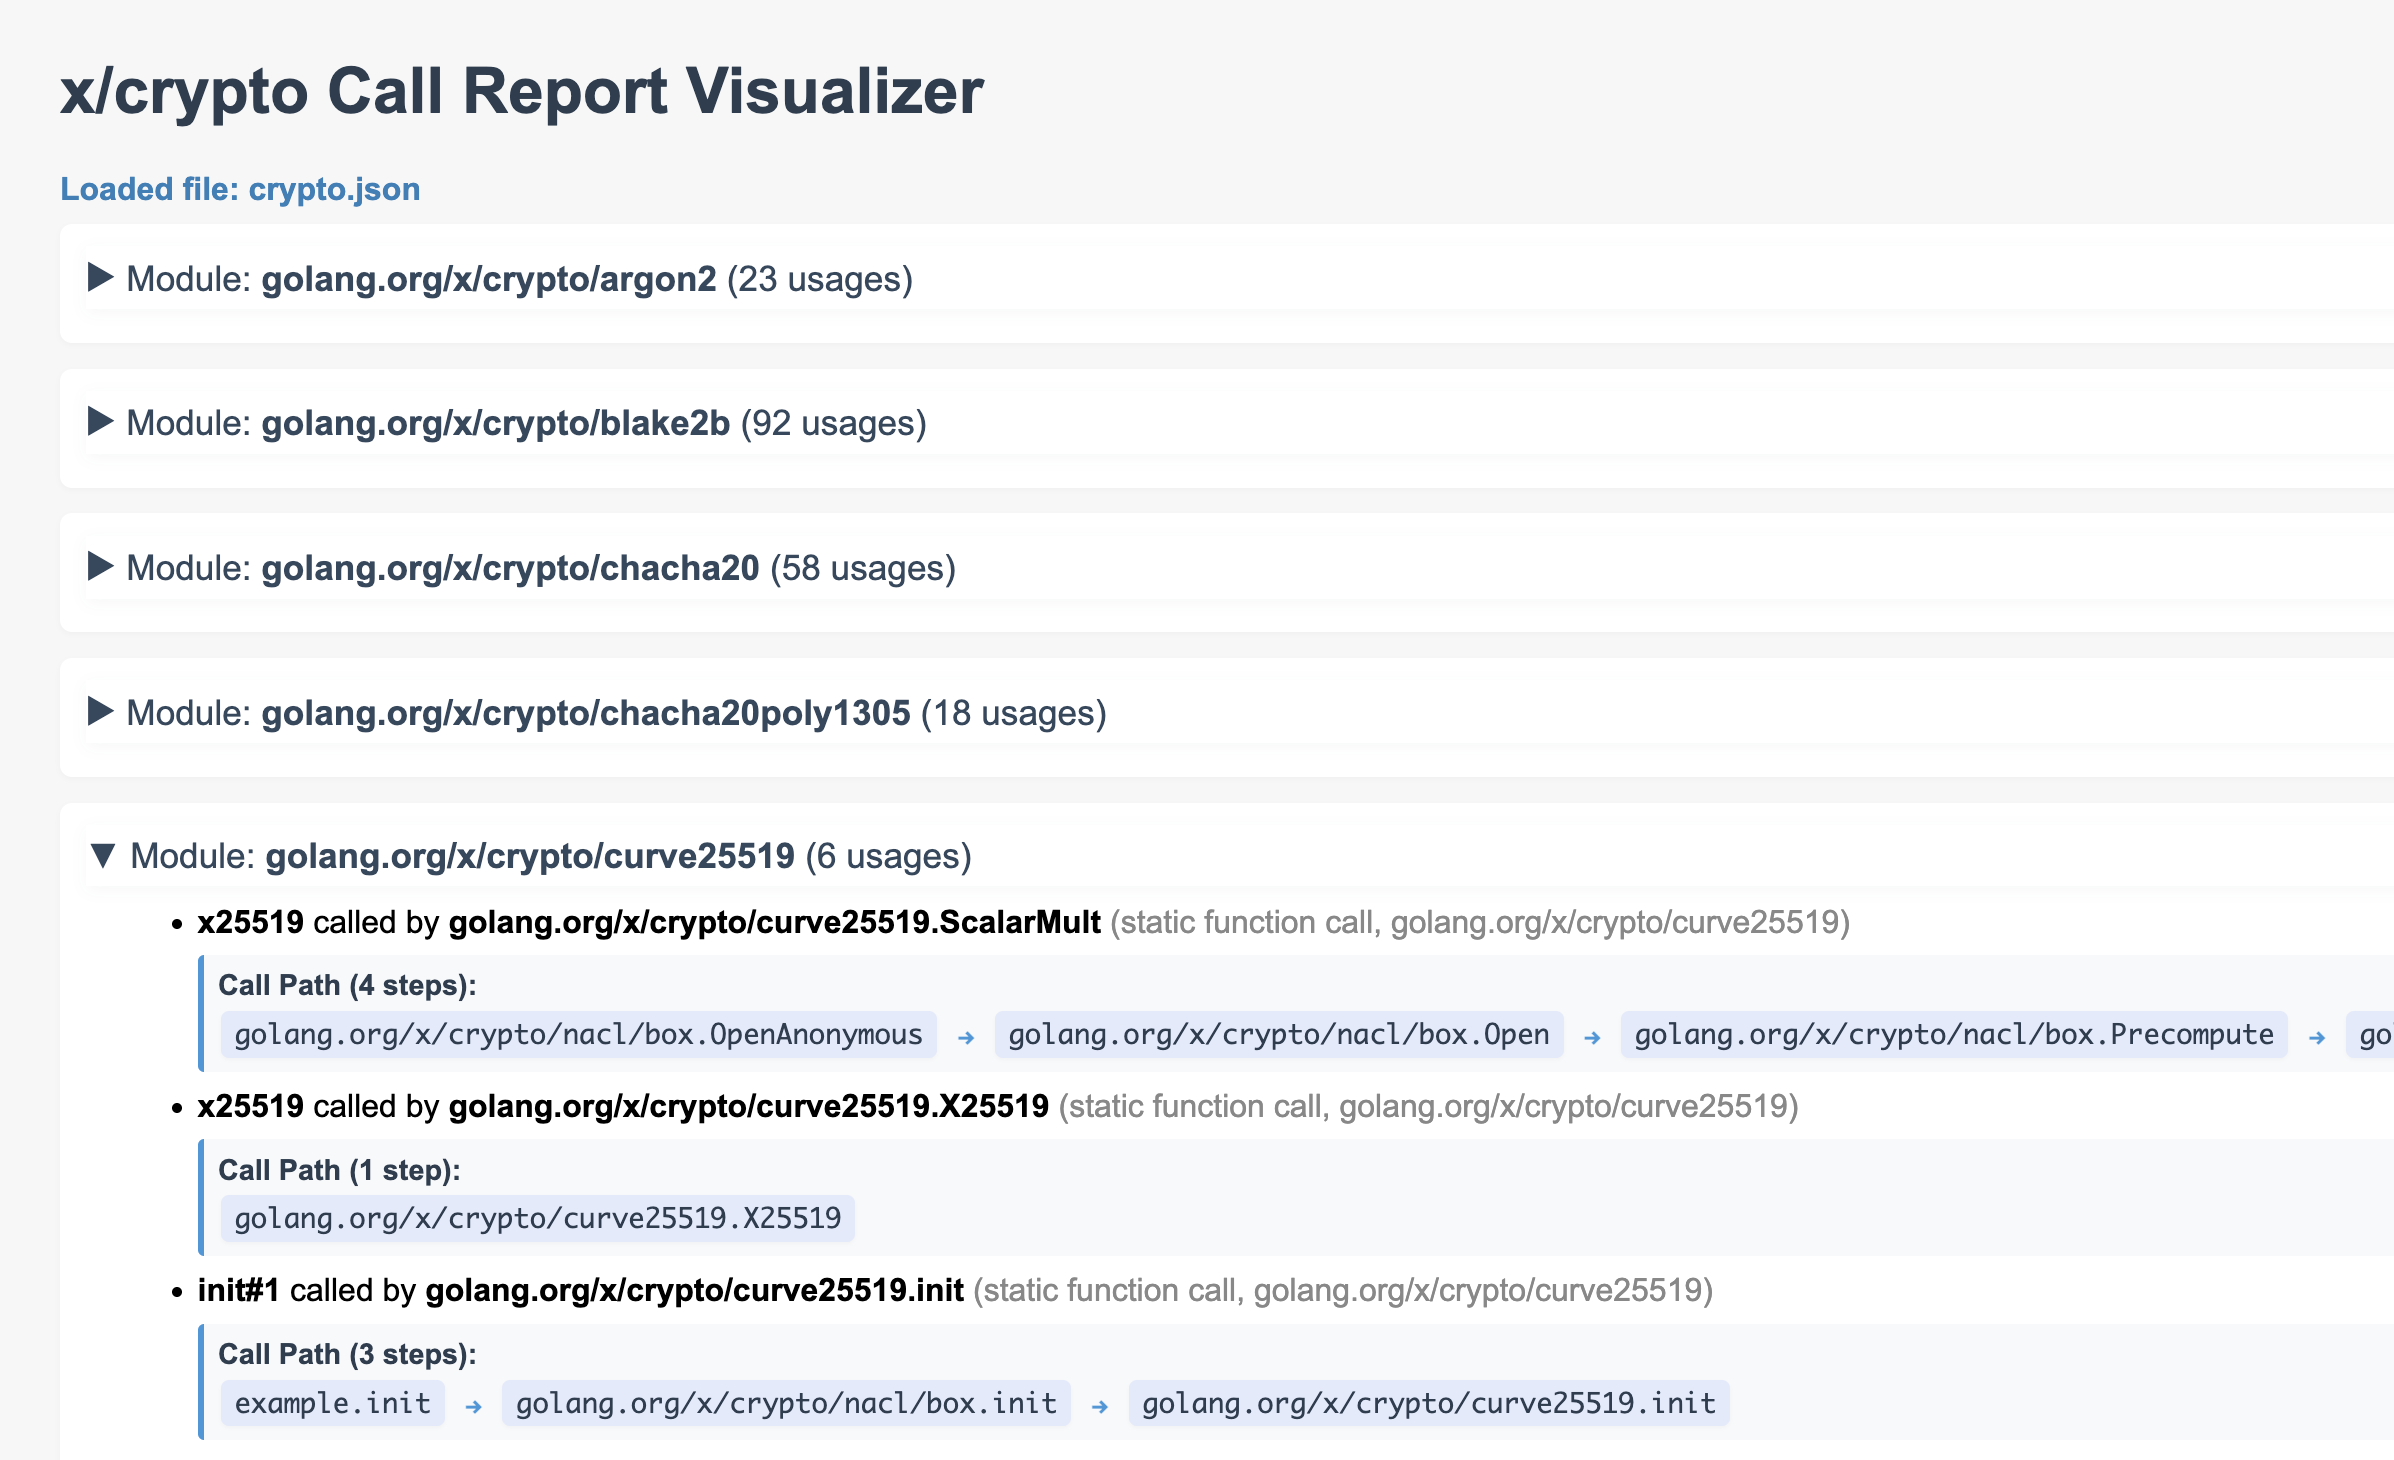 x/crypto Call Report Visualizer
Loaded file: crypto.json
▶ Module: golang.org/x/crypto/argon2 (23 usages)
▶ Module: golang.org/x/crypto/blake2b (92 usages)
▶ Module: golang.org/x/crypto/chacha20 (58 usages)
▶ Module: golang.org/x/crypto/chacha20poly1305 (18 usages)
▼ Module: golang.org/x/crypto/curve25519 (6 usages)
• x25519 called by golang.org/x/crypto/curve25519.ScalarMult (static function call, golang.org/x/crypto/curve25519)
Call Path (4 steps):
golang.org/x/crypto/nacl/box.OpenAnonymous → golang.org/x/crypto/nacl/box.Open → golang.org/x/crypto/nacl/box.Precompute → go
• x25519 called by golang.org/x/crypto/curve25519.X25519 (static function call, golang.org/x/crypto/curve25519)
Call Path (1 step):
golang.org/x/crypto/curve25519.X25519
• init#1 called by golang.org/x/crypto/curve25519.init (static function call, golang.org/x/crypto/curve25519)
Call Path (3 steps):
example.init → golang.org/x/crypto/nacl/box.init → golang.org/x/crypto/curve25519.init